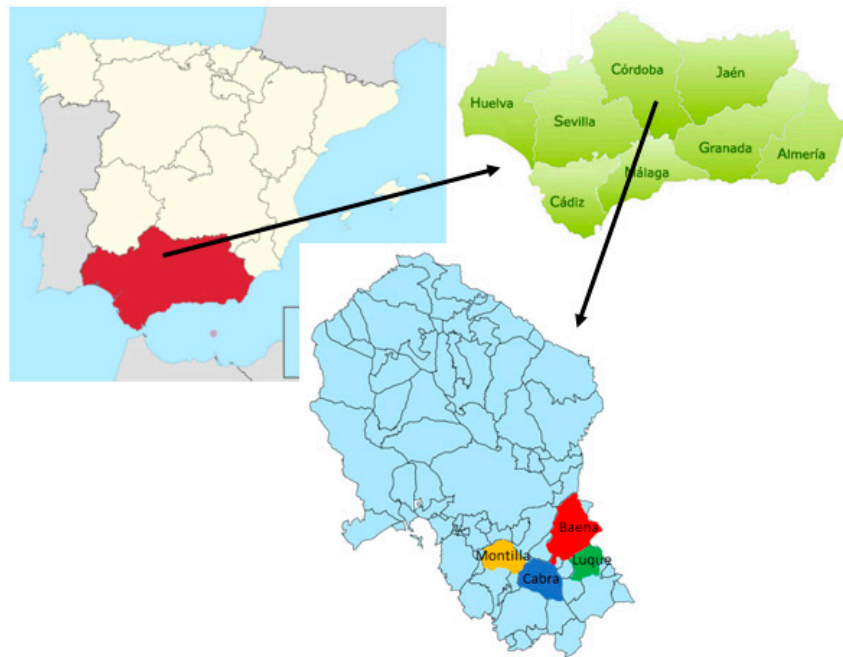 Córdoba
Jaén
Huelva
Sevilla
Granada
Almería
Málaga
Cádiz
Baena
Montilla
Luque
Cabra